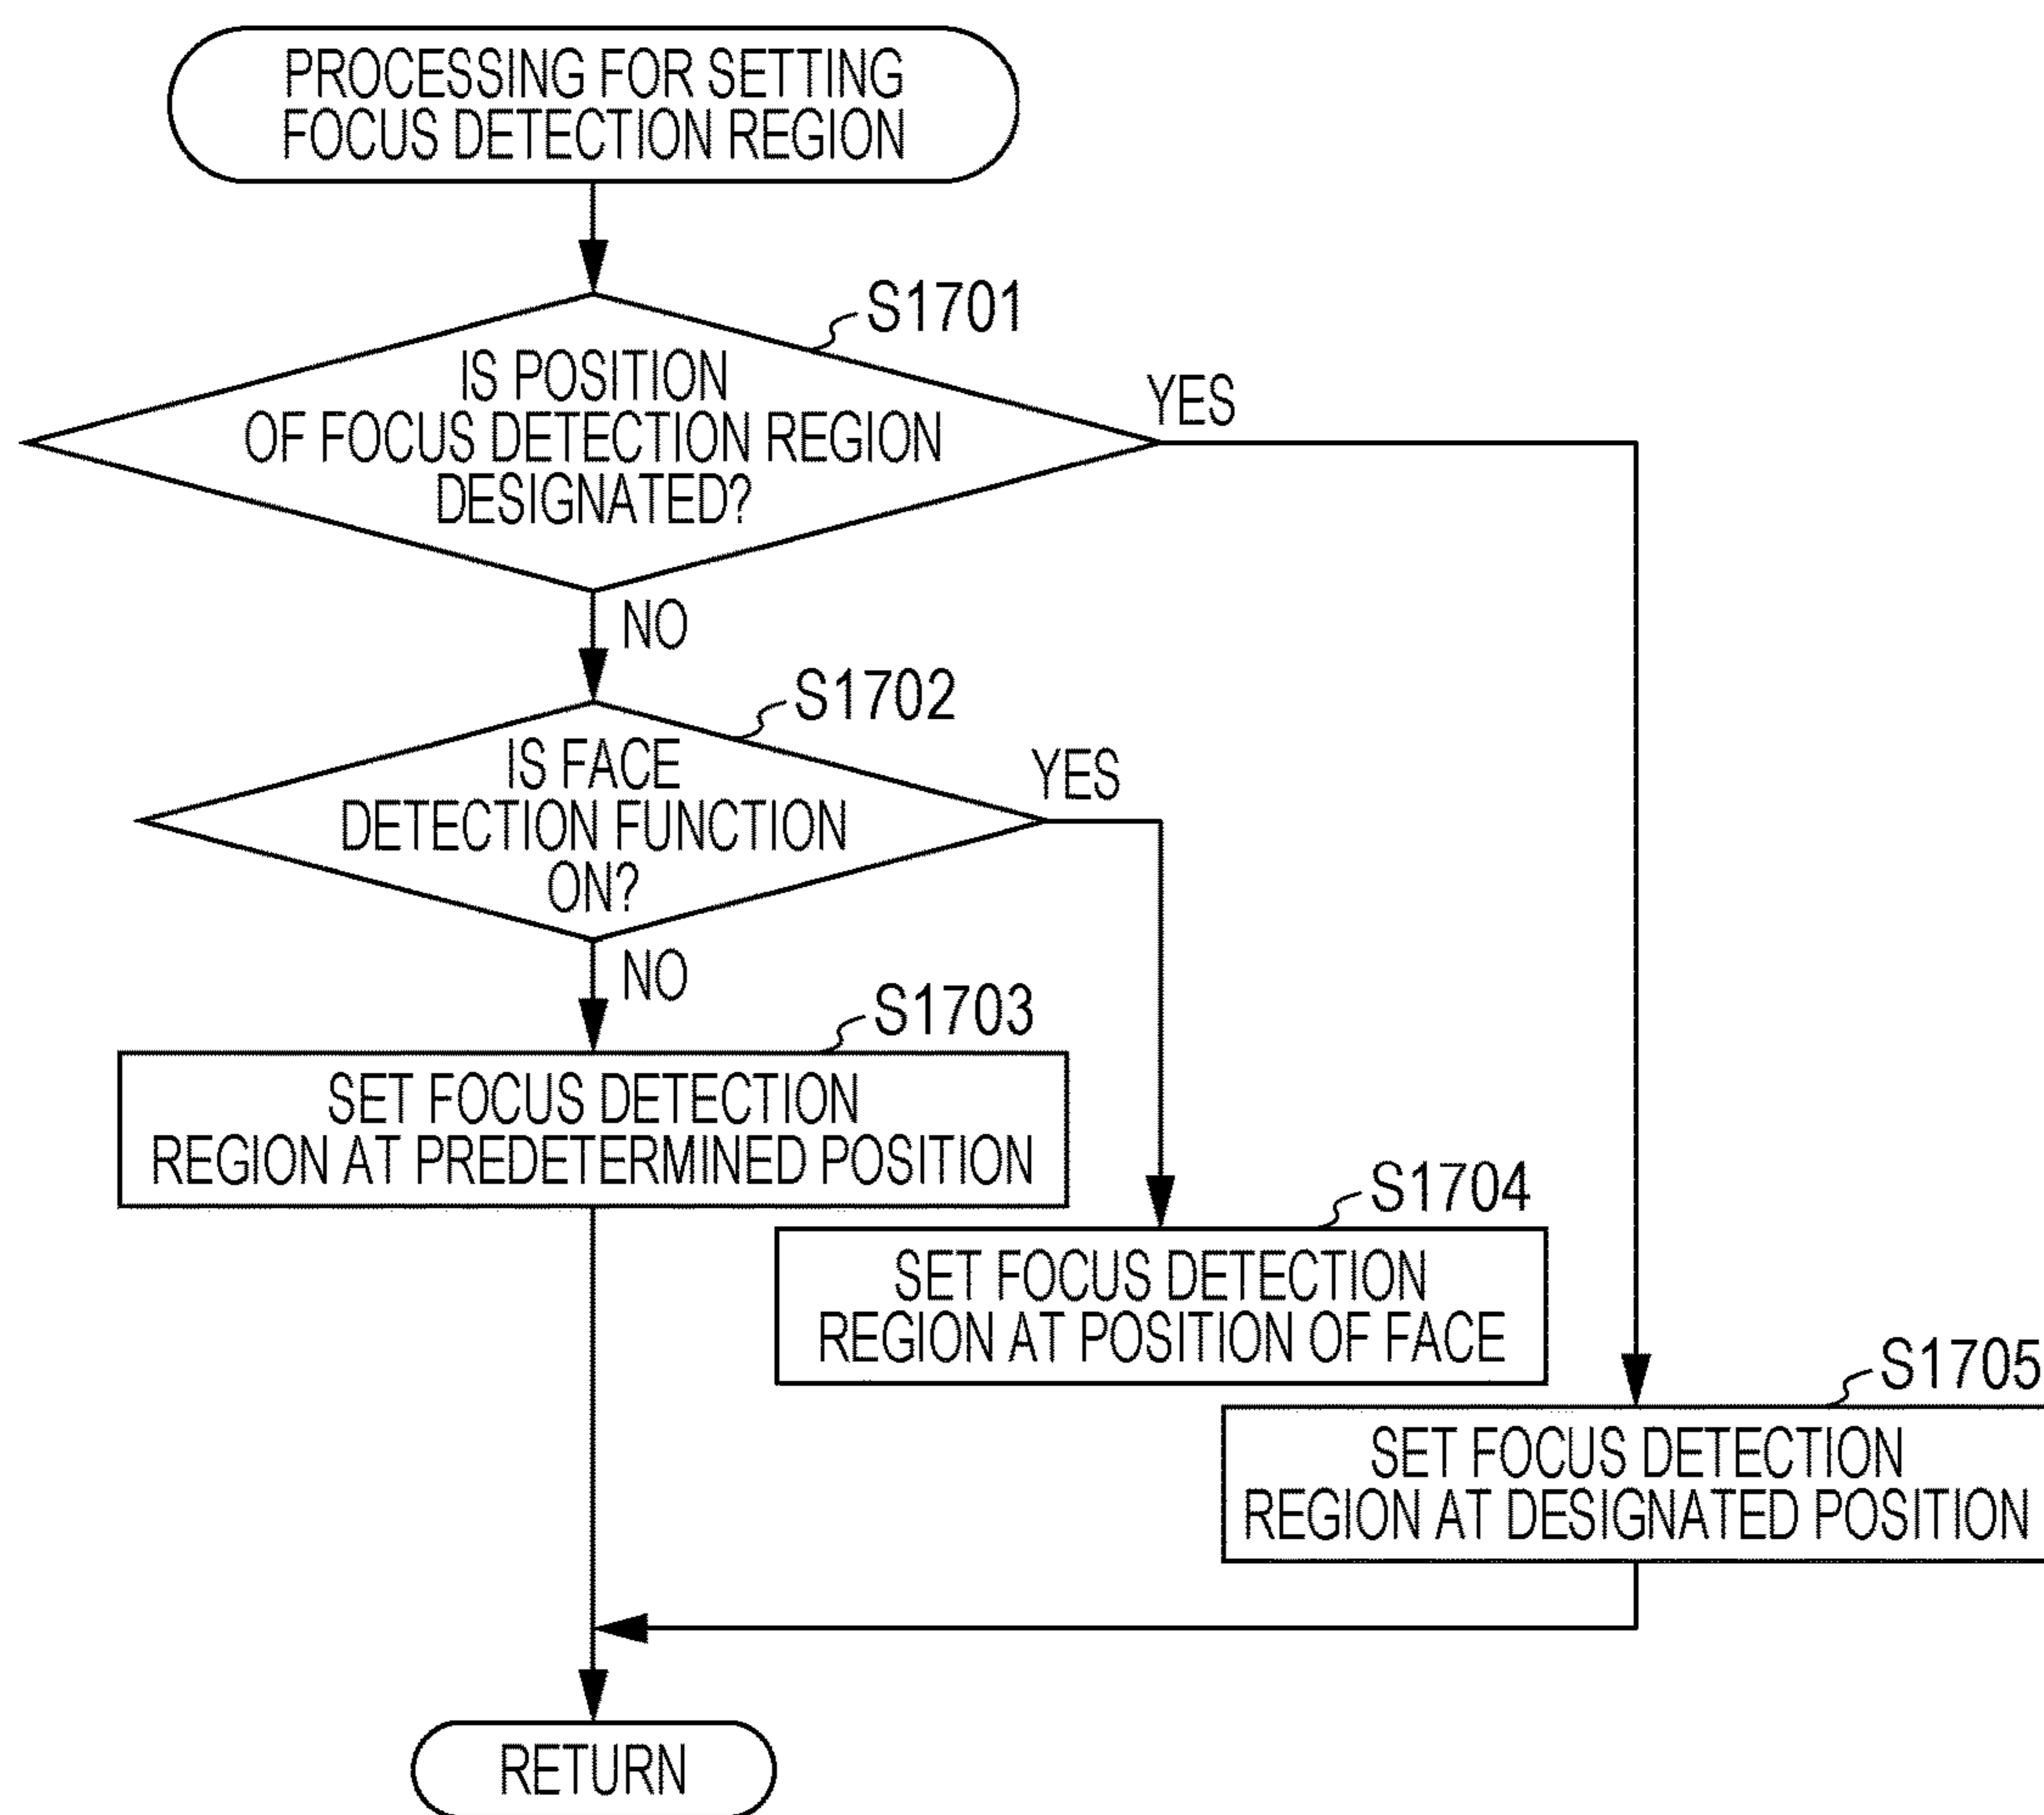 PROCESSING FOR SETTING
FOCUS DETECTION REGION
S1701
IS POSITION
OF FOCUS DETECTION REGION
DESIGNATED?
YES
NO
S1702
IS FACE
DETECTION FUNCTION
ON?
YES
NO
S1703
SET FOCUS DETECTION
REGION AT PREDETERMINED POSITION
S1704
SET FOCUS DETECTION
REGION AT POSITION OF FACE
S1705
SET FOCUS DETECTION
REGION AT DESIGNATED POSITION
RETURN